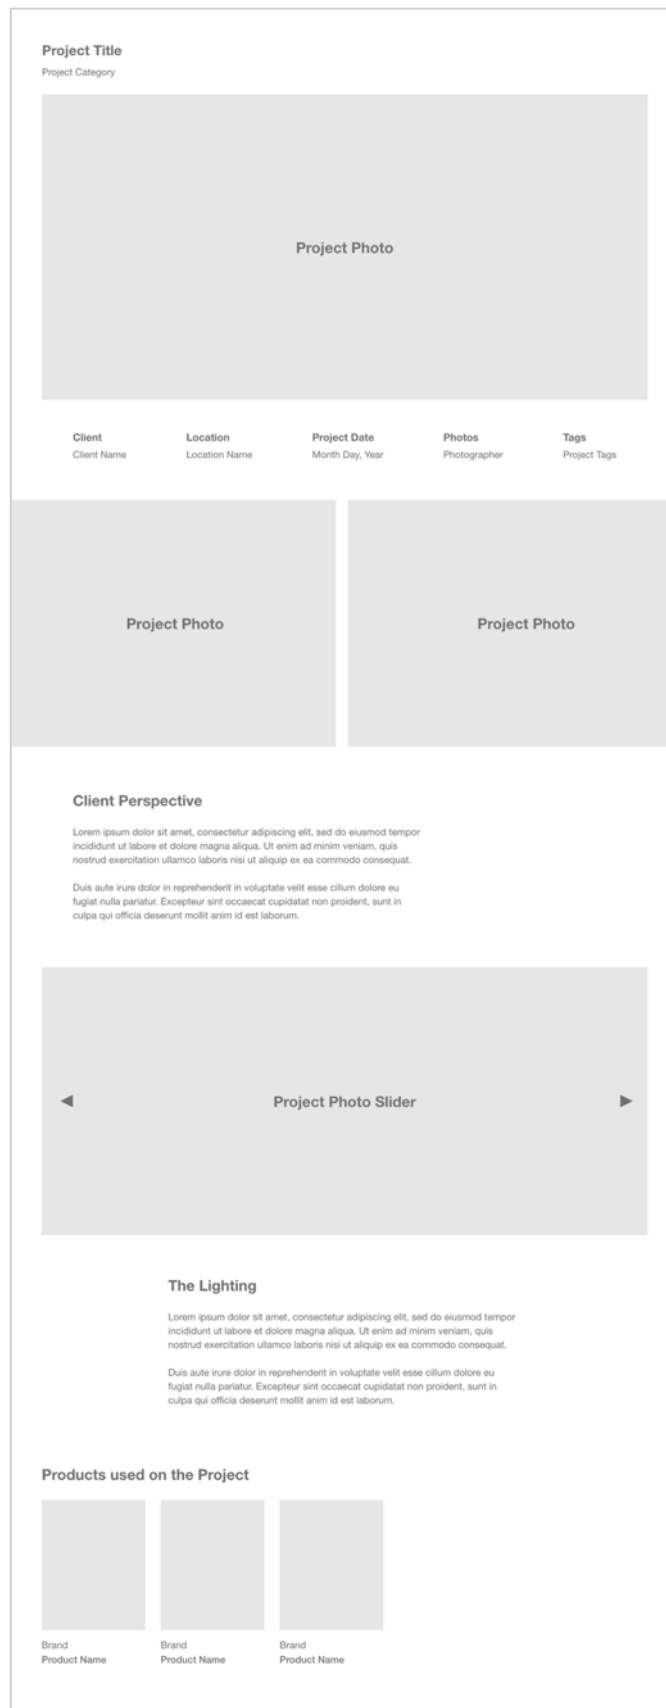 Project Title
Project Category
Project Photo
Client Location Project Date Photos Tags
Client Name Location Name Month Day, Year Photographer Project Tags
Project Photo Project Photo
Client Perspective
Lorem ipsum dolor sit amet, consectetur adipiscing elit, sed do eiusmod tempor
incididunt ut labore et dolore magna aliqua. Ut enim ad minim veniam, quis
nostrud exercitation ullamco laboris nisi ut aliquip ex ea commodo consequat.
Duis aute irure dolor in reprehenderit in voluptate velit esse cillum dolore eu
fugiat nulla pariatur. Excepteur sint occaecat cupidatat non proident, sunt in
culpa qui officia deserunt mollit anim id est laborum.
Project Photo Slider
The Lighting
Lorem ipsum dolor sit amet, consectetur adipiscing elit, sed do eiusmod tempor
incididunt ut labore et dolore magna aliqua. Ut enim ad minim veniam, quis
nostrud exercitation ullamco laboris nisi ut aliquip ex ea commodo consequat.
Duis aute irure dolor in reprehenderit in voluptate velit esse cillum dolore eu
fugiat nulla pariatur. Excepteur sint occaecat cupidatat non proident, sunt in
culpa qui officia deserunt mollit anim id est laborum.
Products used on the Project
Brand Brand Brand
Product Name Product Name Product Name